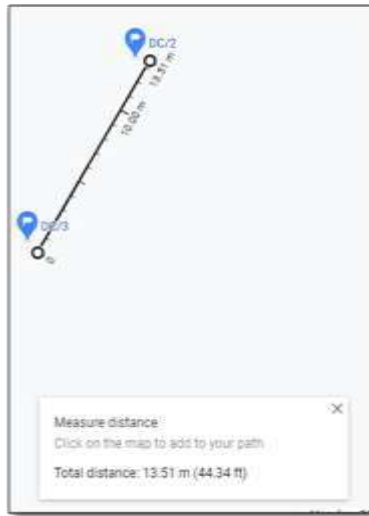 DC/2
13.51 m
10.00 m
DC/3
0
Measure distance
Click on the map to add to your path
Total distance: 13.51 m (44.34 ft)